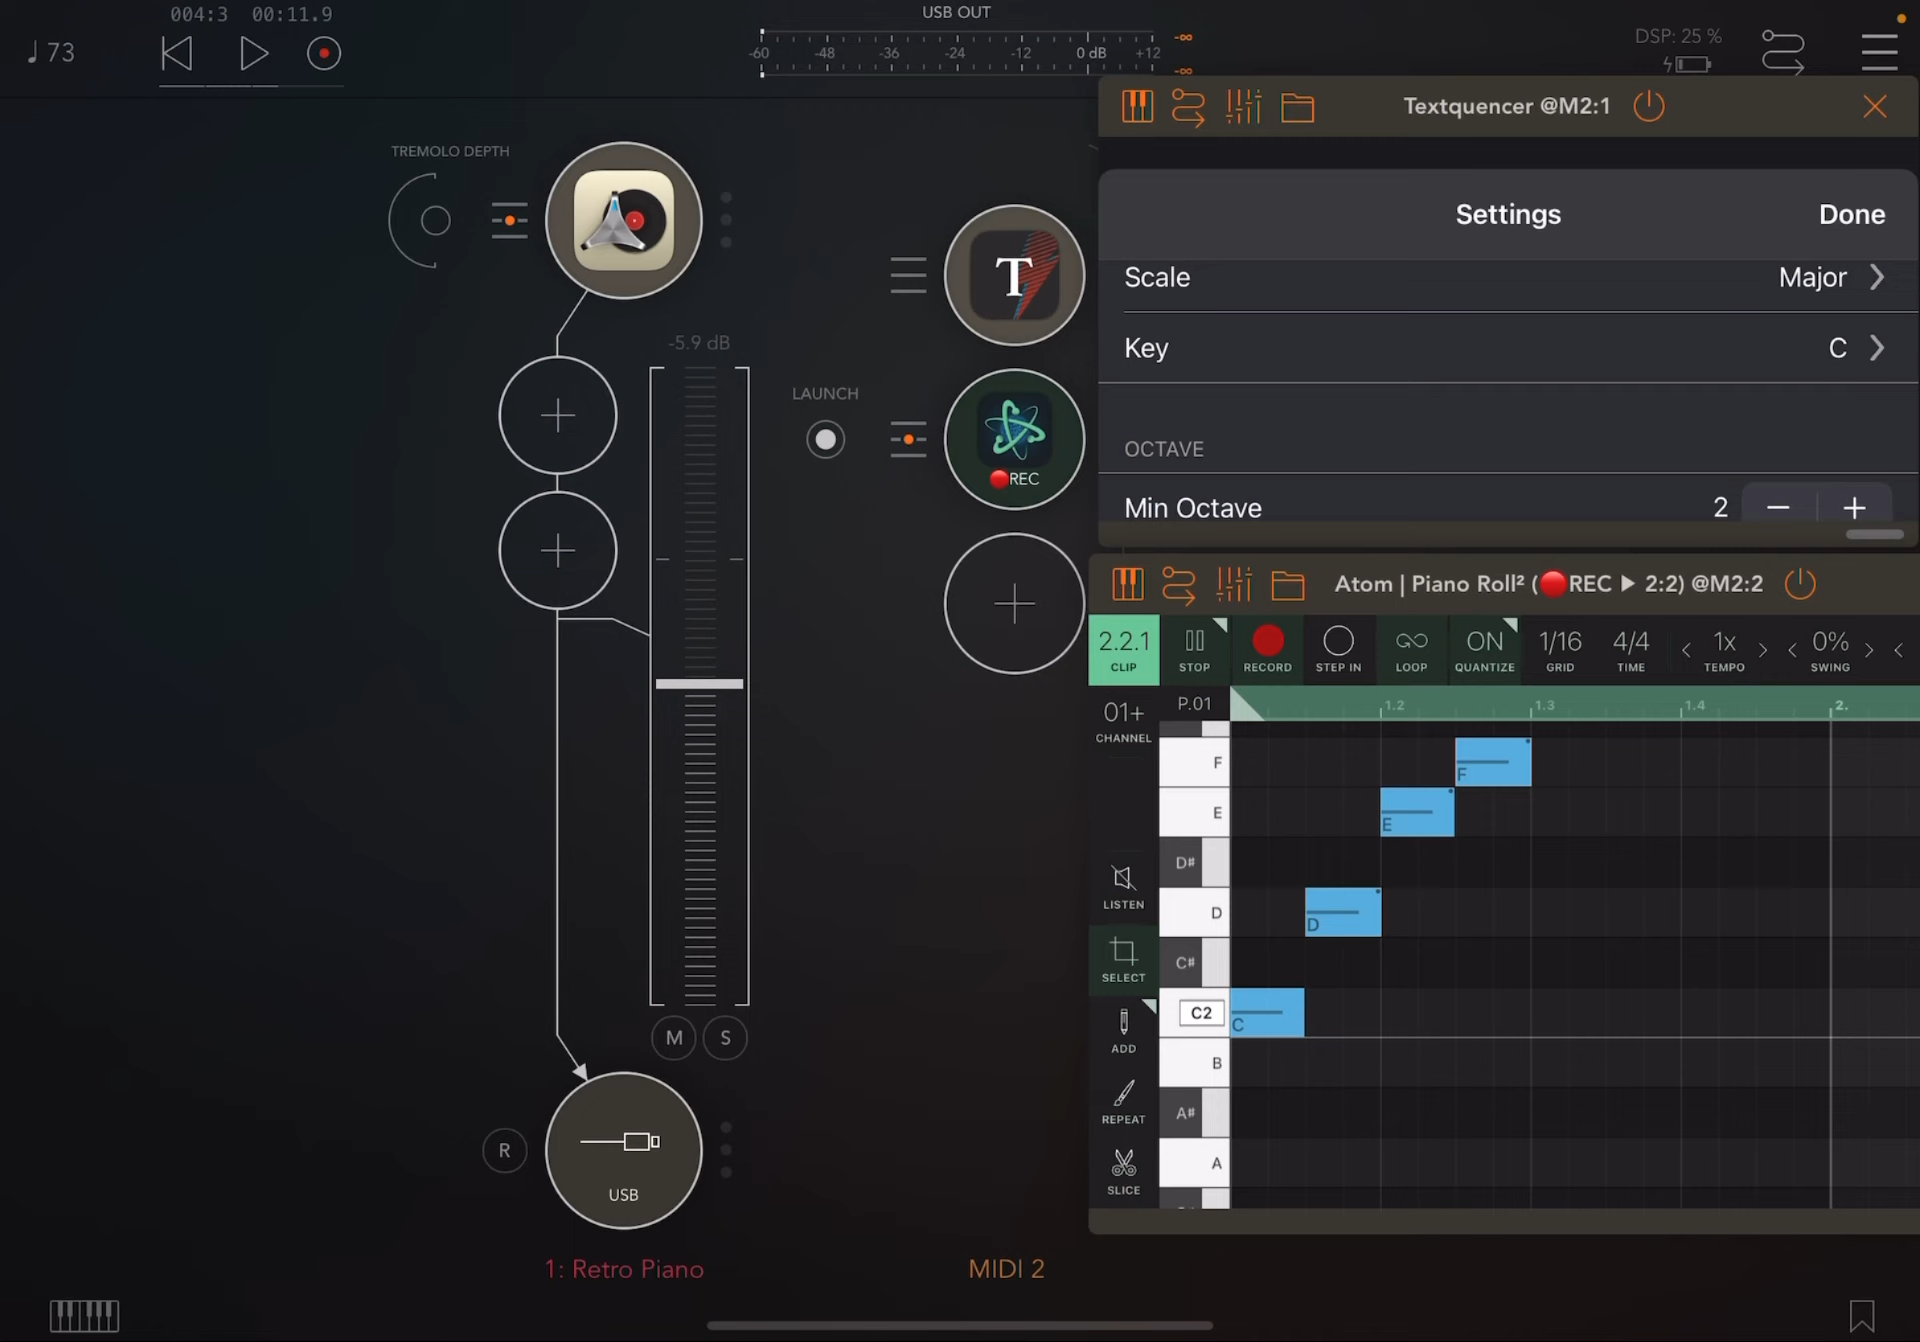 73
004:3 00:11.9
USB OUT
-60 -48 -36 -24 -12 0 dB +12
-∞
-∞
DSP: 25 %
TREMOLO DEPTH
-5.9 dB
M S
R
USB
1: Retro Piano
T
LAUNCH
REC
MIDI 2
Textquencer @M2:1
Settings Done
Scale Major
Key C
OCTAVE
Min Octave 2 − +
Atom | Piano Roll² (🔴REC ▶ 2:2) @M2:2
2.2.1 ON 1/16 4/4 1x 0%
CLIP STOP RECORD STEP IN LOOP QUANTIZE GRID TIME TEMPO SWING
01+
CHANNEL
P.01
1.2 1.3 1.4 2.
F F
E E
D#
LISTEN
D D
C#
SELECT
C2 C
ADD
B
REPEAT
A#
A
SLICE